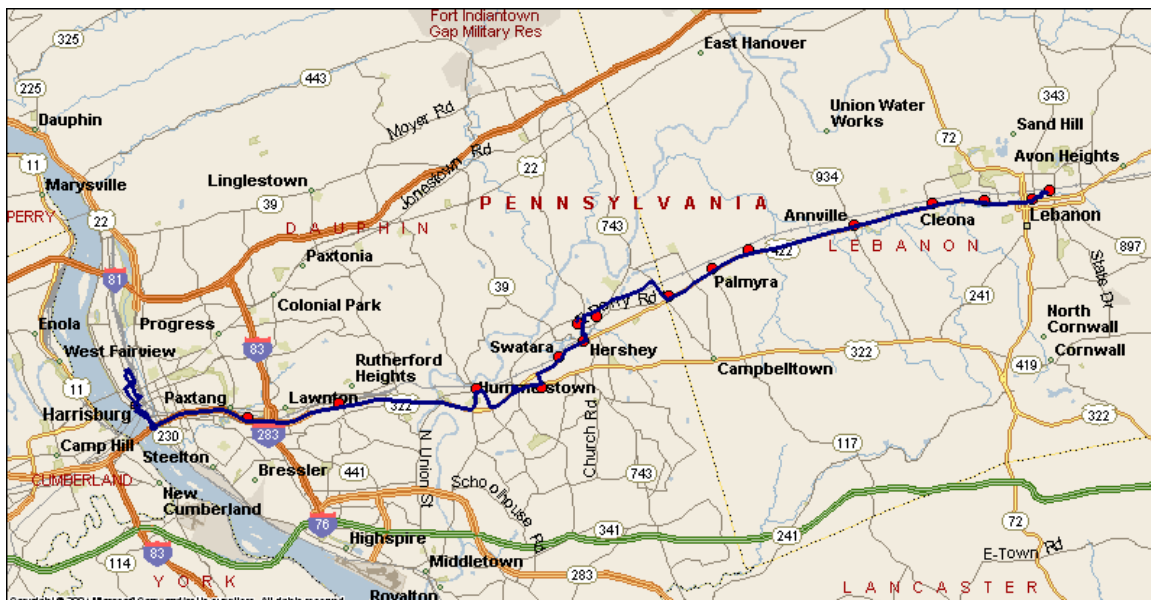 Fort Indiantown
Gap Military Res
325
East Hanover
443
225
Moyer Rd
Union Water
Works
343
Dauphin
72
Sand Hill
11
Jonestown Rd
22
Avon Heights
Marysville
Linglestown
934
39
PENNSYLVANIA
PERRY
22
DAUPHIN
743
Annville
Cleona
Lebanon
422
LEBANON
897
Paxtonia
81
Palmyra
State Dr
39
241
Colonial Park
Enola
Progress
North
Cornwall
83
West Fairview
Swatara
Hershey
322
Cornwall
Rutherford
Heights
Campbelltown
419
11
Hummelstown
Paxtang
Lawnton
322
Harrisburg
322
230
283
Church Rd
N Union St
117
Camp Hill
Steelton
Bressler
441
743
CUMBERLAND
Schoolhouse Rd
New
Cumberland
76
341
241
72
Highspire
83
114
Middletown
E-Town Rd
YORK
283
Royalton
LANCASTER